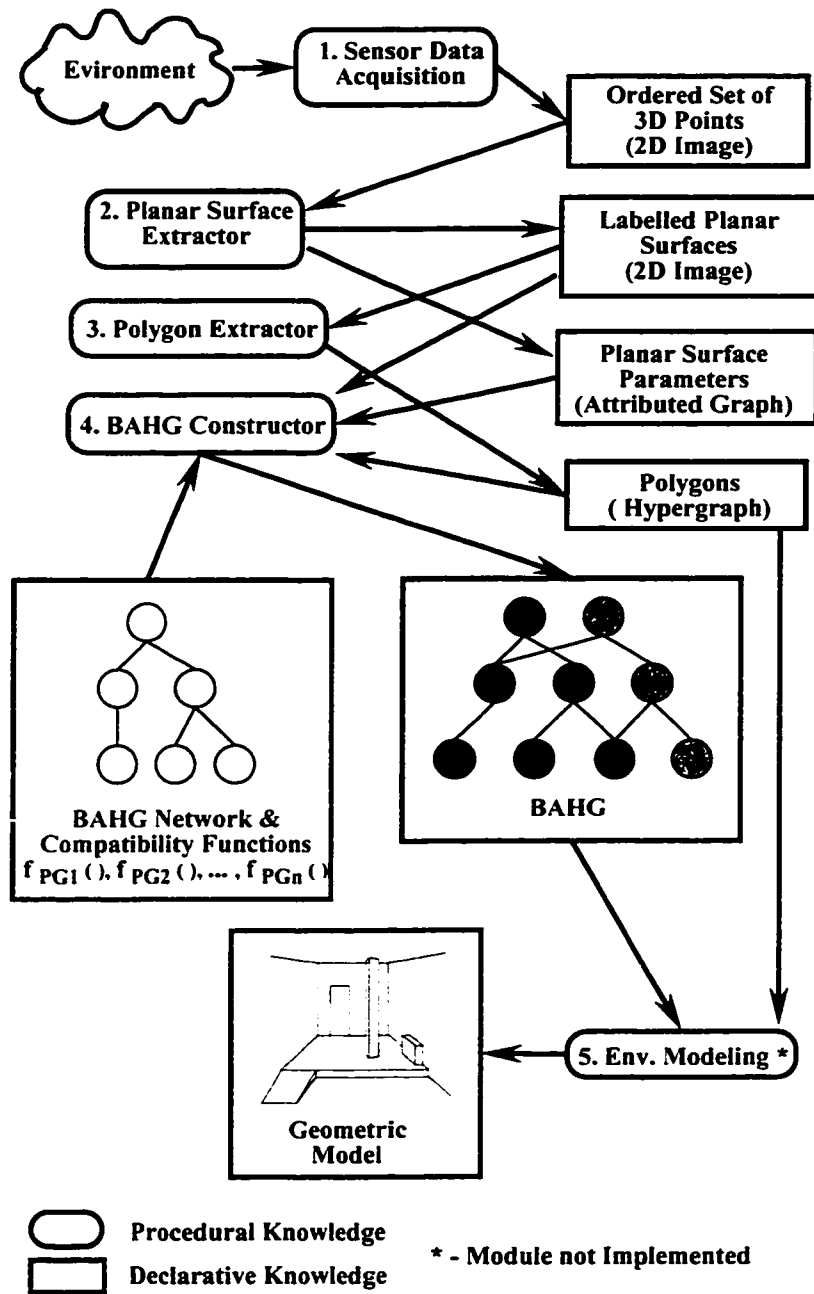 Evironment
1. Sensor Data
Acquisition
Ordered Set of
3D Points
(2D Image)
2. Planar Surface
Extractor
Labelled Planar
Surfaces
(2D Image)
3. Polygon Extractor
Planar Surface
Parameters
(Attributed Graph)
4. BAHG Constructor
Polygons
( Hypergraph)
BAHG Network &
Compatibility Functions
f PG1 ( ), f PG2 ( ), ... , f PGn ( )
BAHG
Geometric
Model
5. Env. Modeling *
Procedural Knowledge
Declarative Knowledge
* - Module not Implemented